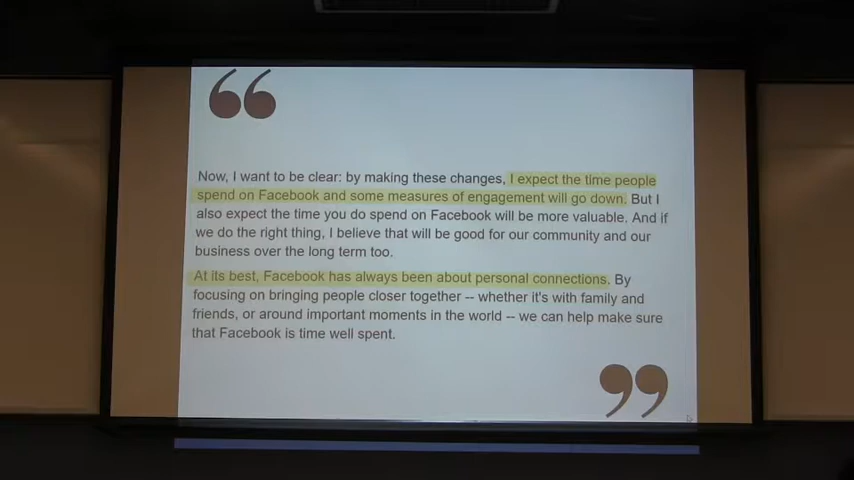 Now, I want to be clear: by making these changes, I expect the time people
spend on Facebook and some measures of engagement will go down. But I
also expect the time you do spend on Facebook will be more valuable. And if
we do the right thing, I believe that will be good for our community and our
business over the long term too.
At its best, Facebook has always been about personal connections. By
focusing on bringing people closer together -- whether it's with family and
friends, or around important moments in the world -- we can help make sure
that Facebook is time well spent.